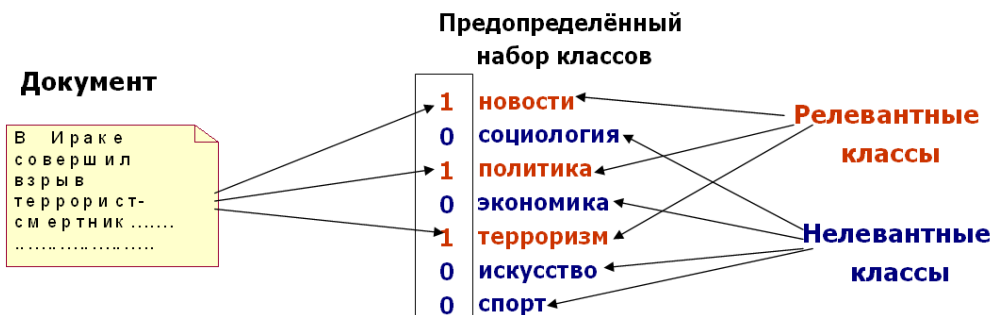 Предопределённый
набор классов
Документ
В Ираке
совершил
взрыв
террорист-
смертник.......
......................
1 новости
0 социология
1 политика
0 экономика
1 терроризм
0 искусство
0 спорт
Релевантные
классы
Нелевантные
классы